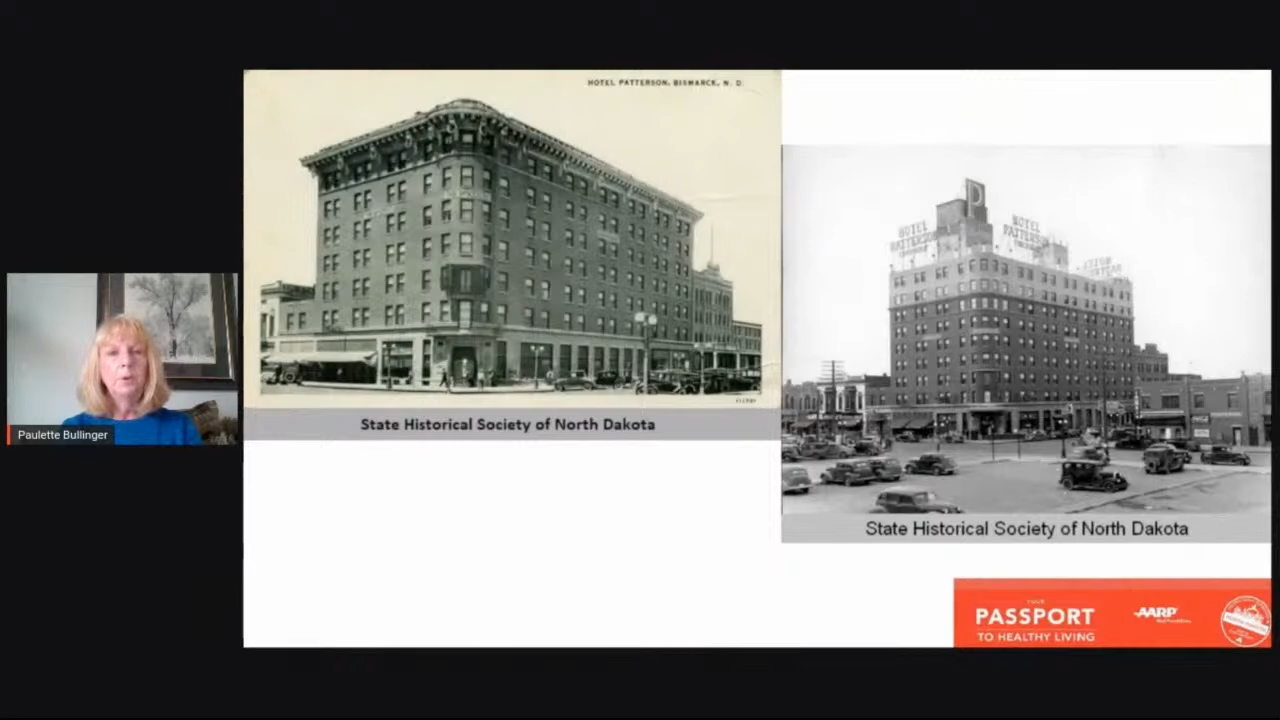 HOTEL PATTERSON, BISMARCK, N. D.
State Historical Society of North Dakota
P
HOTEL
PATTERSON
HOTEL
PATTERSON
State Historical Society of North Dakota
Paulette Bullinger
YOUR
PASSPORT
TO HEALTHY LIVING
AARP